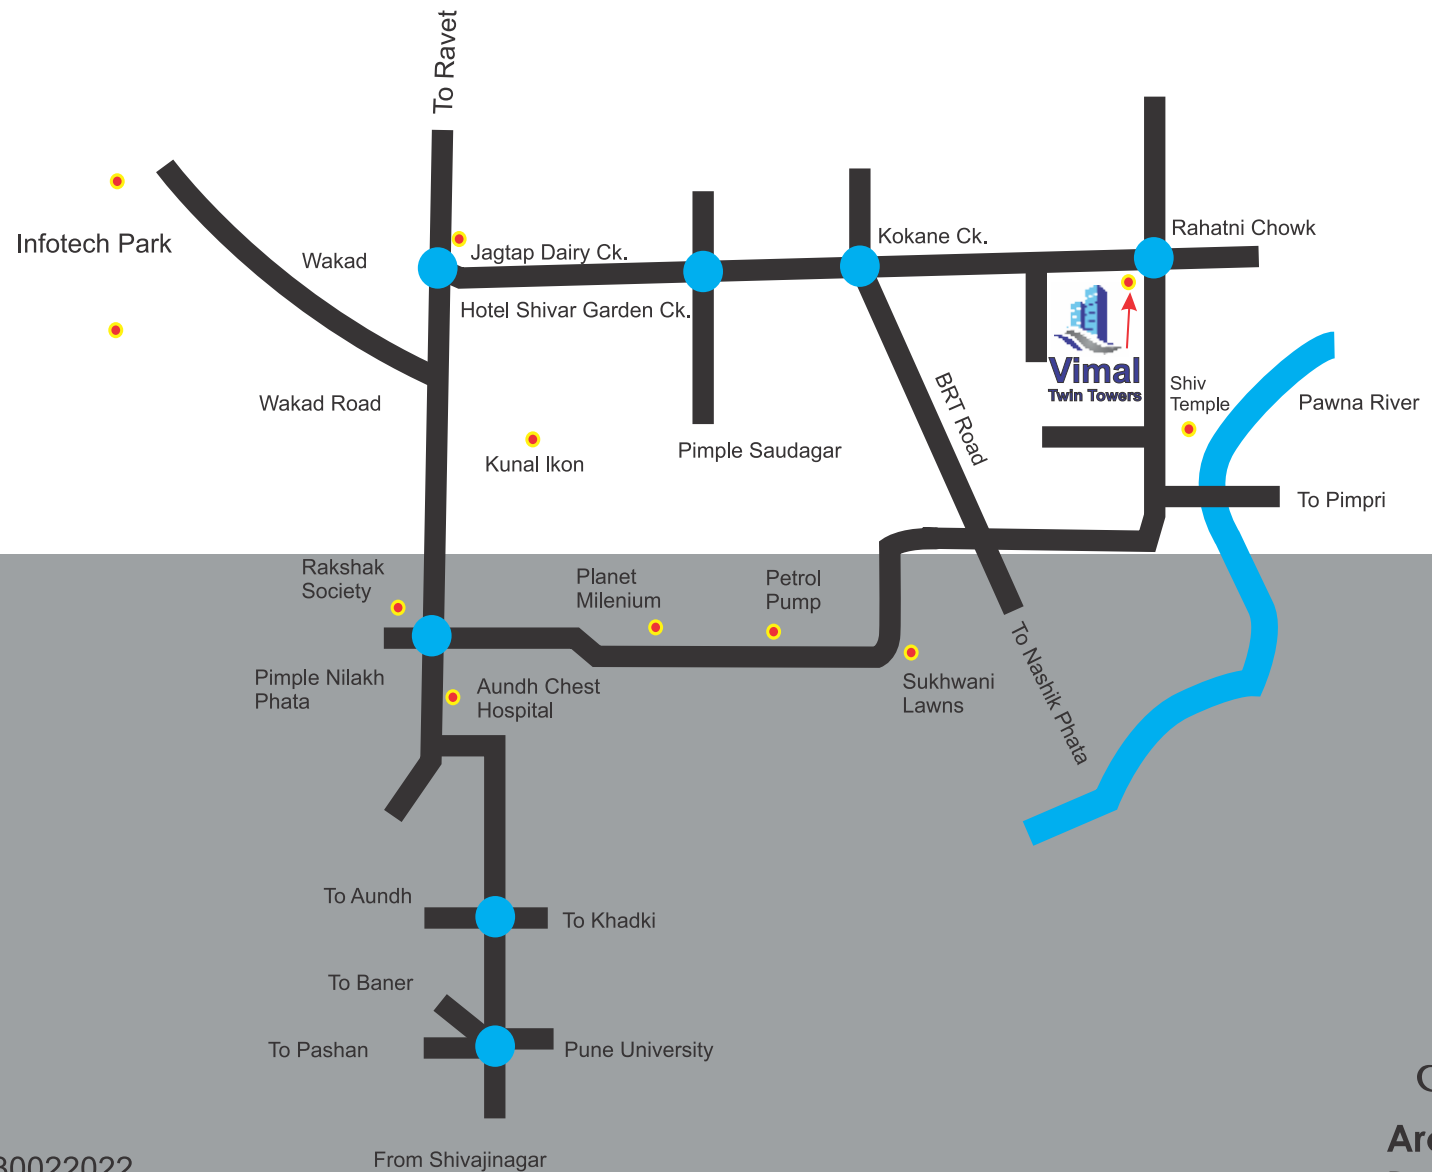 To Ravet
Infotech Park
Wakad
Jagtap Dairy Ck.
Kokane Ck.
Rahatni Chowk
Hotel Shivar Garden Ck.
Vimal
Twin Towers
Shiv
Temple
Pawna River
Wakad Road
BRT Road
Kunal Ikon
Pimple Saudagar
To Pimpri
Rakshak
Society
Planet
Milenium
Petrol
Pump
To Nashik Phata
Pimple Nilakh
Phata
Aundh Chest
Hospital
Sukhwani
Lawns
To Aundh
To Khadki
To Baner
To Pashan
Pune University
From Shivajinagar
30022022